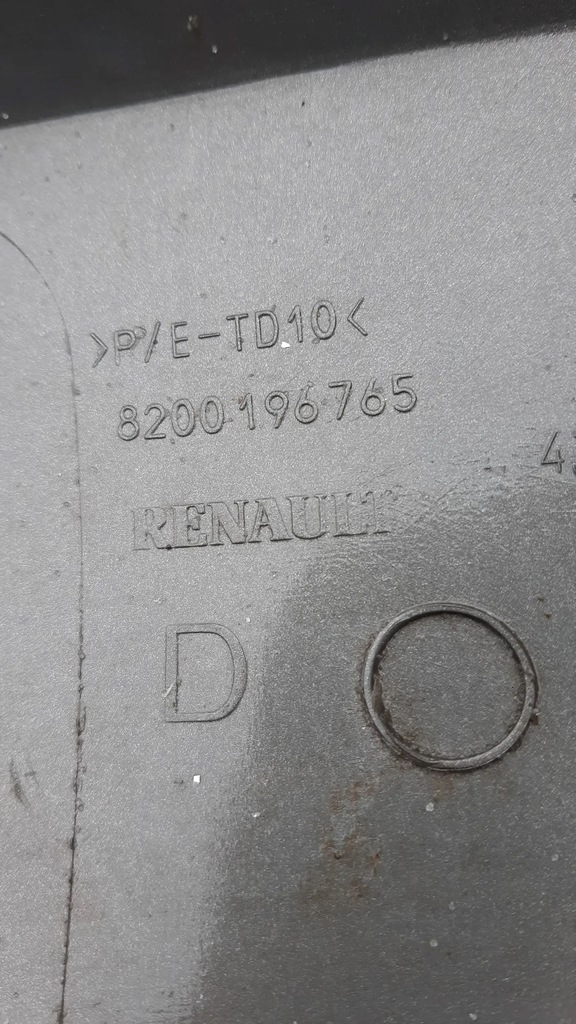 >P/E-TD10<
8200196765
RENAULT
D